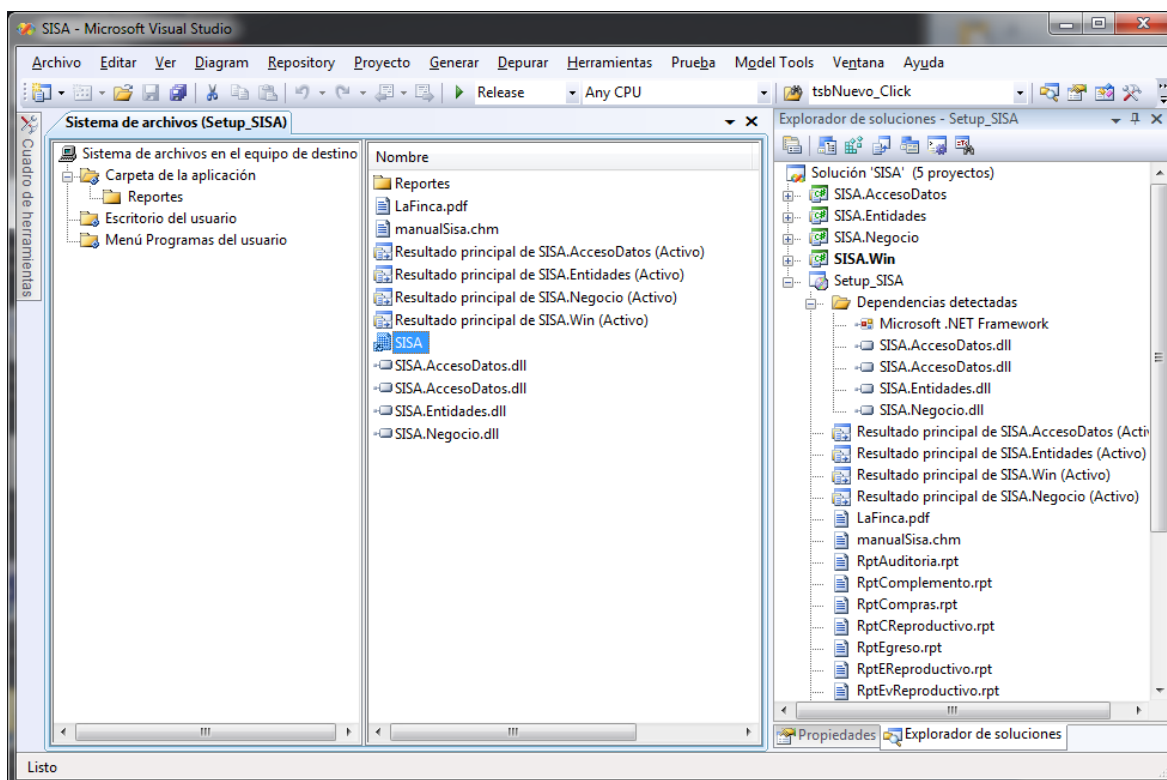 SISA - Microsoft Visual Studio
Archivo Editar Ver Diagram Repository Proyecto Generar Depurar Herramientas Prueba Model Tools Ventana Ayuda
Release Any CPU tsbNuevo_Click
Cuadro de herramientas
Sistema de archivos (Setup_SISA)
Sistema de archivos en el equipo de destino
Carpeta de la aplicación
Reportes
Escritorio del usuario
Menú Programas del usuario
Nombre
Reportes
LaFinca.pdf
manualSisa.chm
Resultado principal de SISA.AccesoDatos (Activo)
Resultado principal de SISA.Entidades (Activo)
Resultado principal de SISA.Negocio (Activo)
Resultado principal de SISA.Win (Activo)
SISA
SISA.AccesoDatos.dll
SISA.AccesoDatos.dll
SISA.Entidades.dll
SISA.Negocio.dll
Explorador de soluciones - Setup_SISA
Solución 'SISA' (5 proyectos)
SISA.AccesoDatos
SISA.Entidades
SISA.Negocio
SISA.Win
Setup_SISA
Dependencias detectadas
Microsoft .NET Framework
SISA.AccesoDatos.dll
SISA.AccesoDatos.dll
SISA.Entidades.dll
SISA.Negocio.dll
Resultado principal de SISA.AccesoDatos (Activ
Resultado principal de SISA.Entidades (Activo)
Resultado principal de SISA.Win (Activo)
Resultado principal de SISA.Negocio (Activo)
LaFinca.pdf
manualSisa.chm
RptAuditoria.rpt
RptComplemento.rpt
RptCompras.rpt
RptCReproductivo.rpt
RptEgreso.rpt
RptEReproductivo.rpt
RptEvReproductivo.rpt
Propiedades Explorador de soluciones
Listo